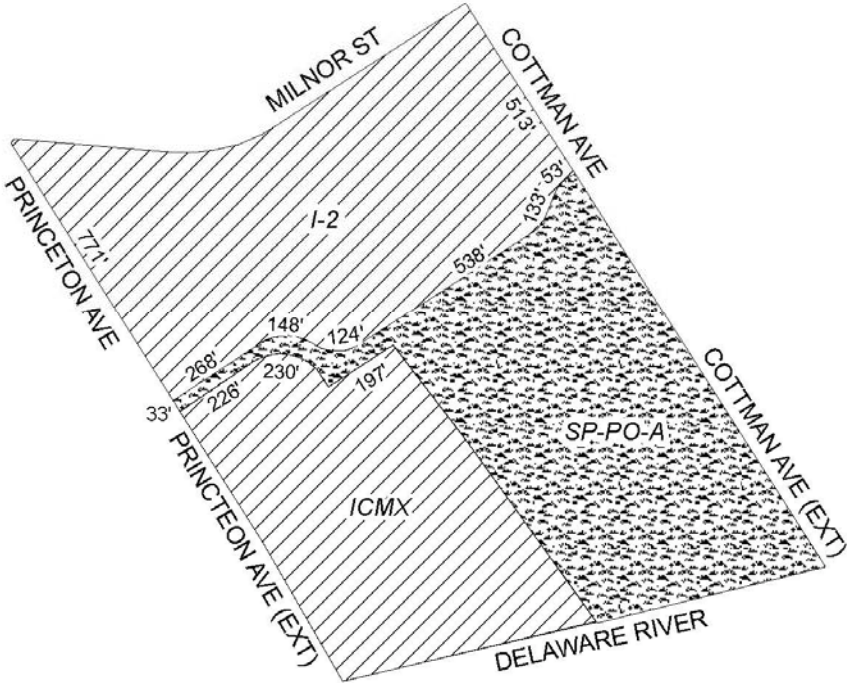 MILNOR ST
COTTMAN AVE
513'
53'
133'
I-2
PRINCETON AVE
771'
538'
148'
124'
268'
33'
226'
230'
197'
COTTMAN AVE (EXT)
SP-PO-A
PRINCTEON AVE (EXT)
ICMX
DELAWARE RIVER